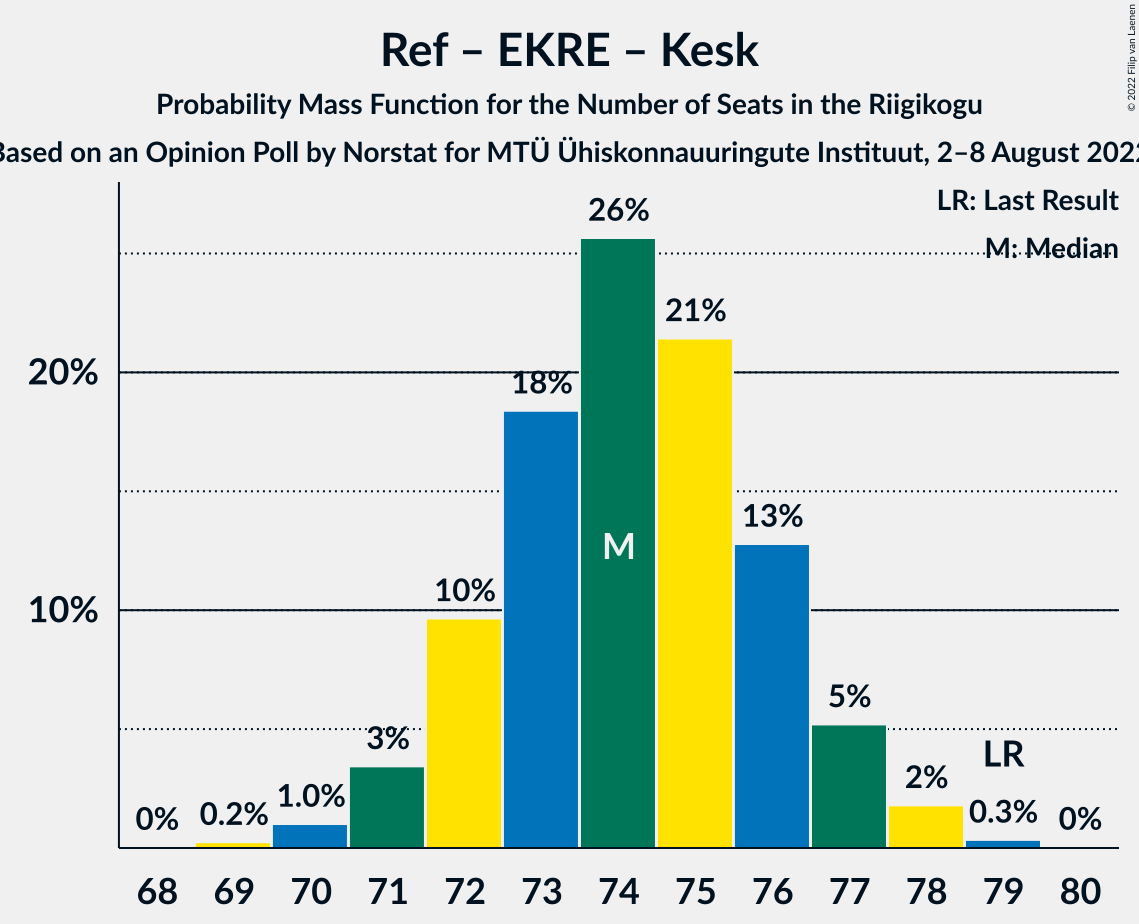 Ref – EKRE – Kesk
Probability Mass Function for the Number of Seats in the Riigikogu
Based on an Opinion Poll by Norstat for MTÜ Ühiskonnauuringute Instituut, 2–8 August 2022
© 2022 Filip van Laenen
LR: Last Result
M: Median
26%
21%
20%
18%
13%
M
10%
10%
5%
3%
LR
2%
1.0%
0.3%
0.2%
0%
0%
68 69 70 71 72 73 74 75 76 77 78 79 80